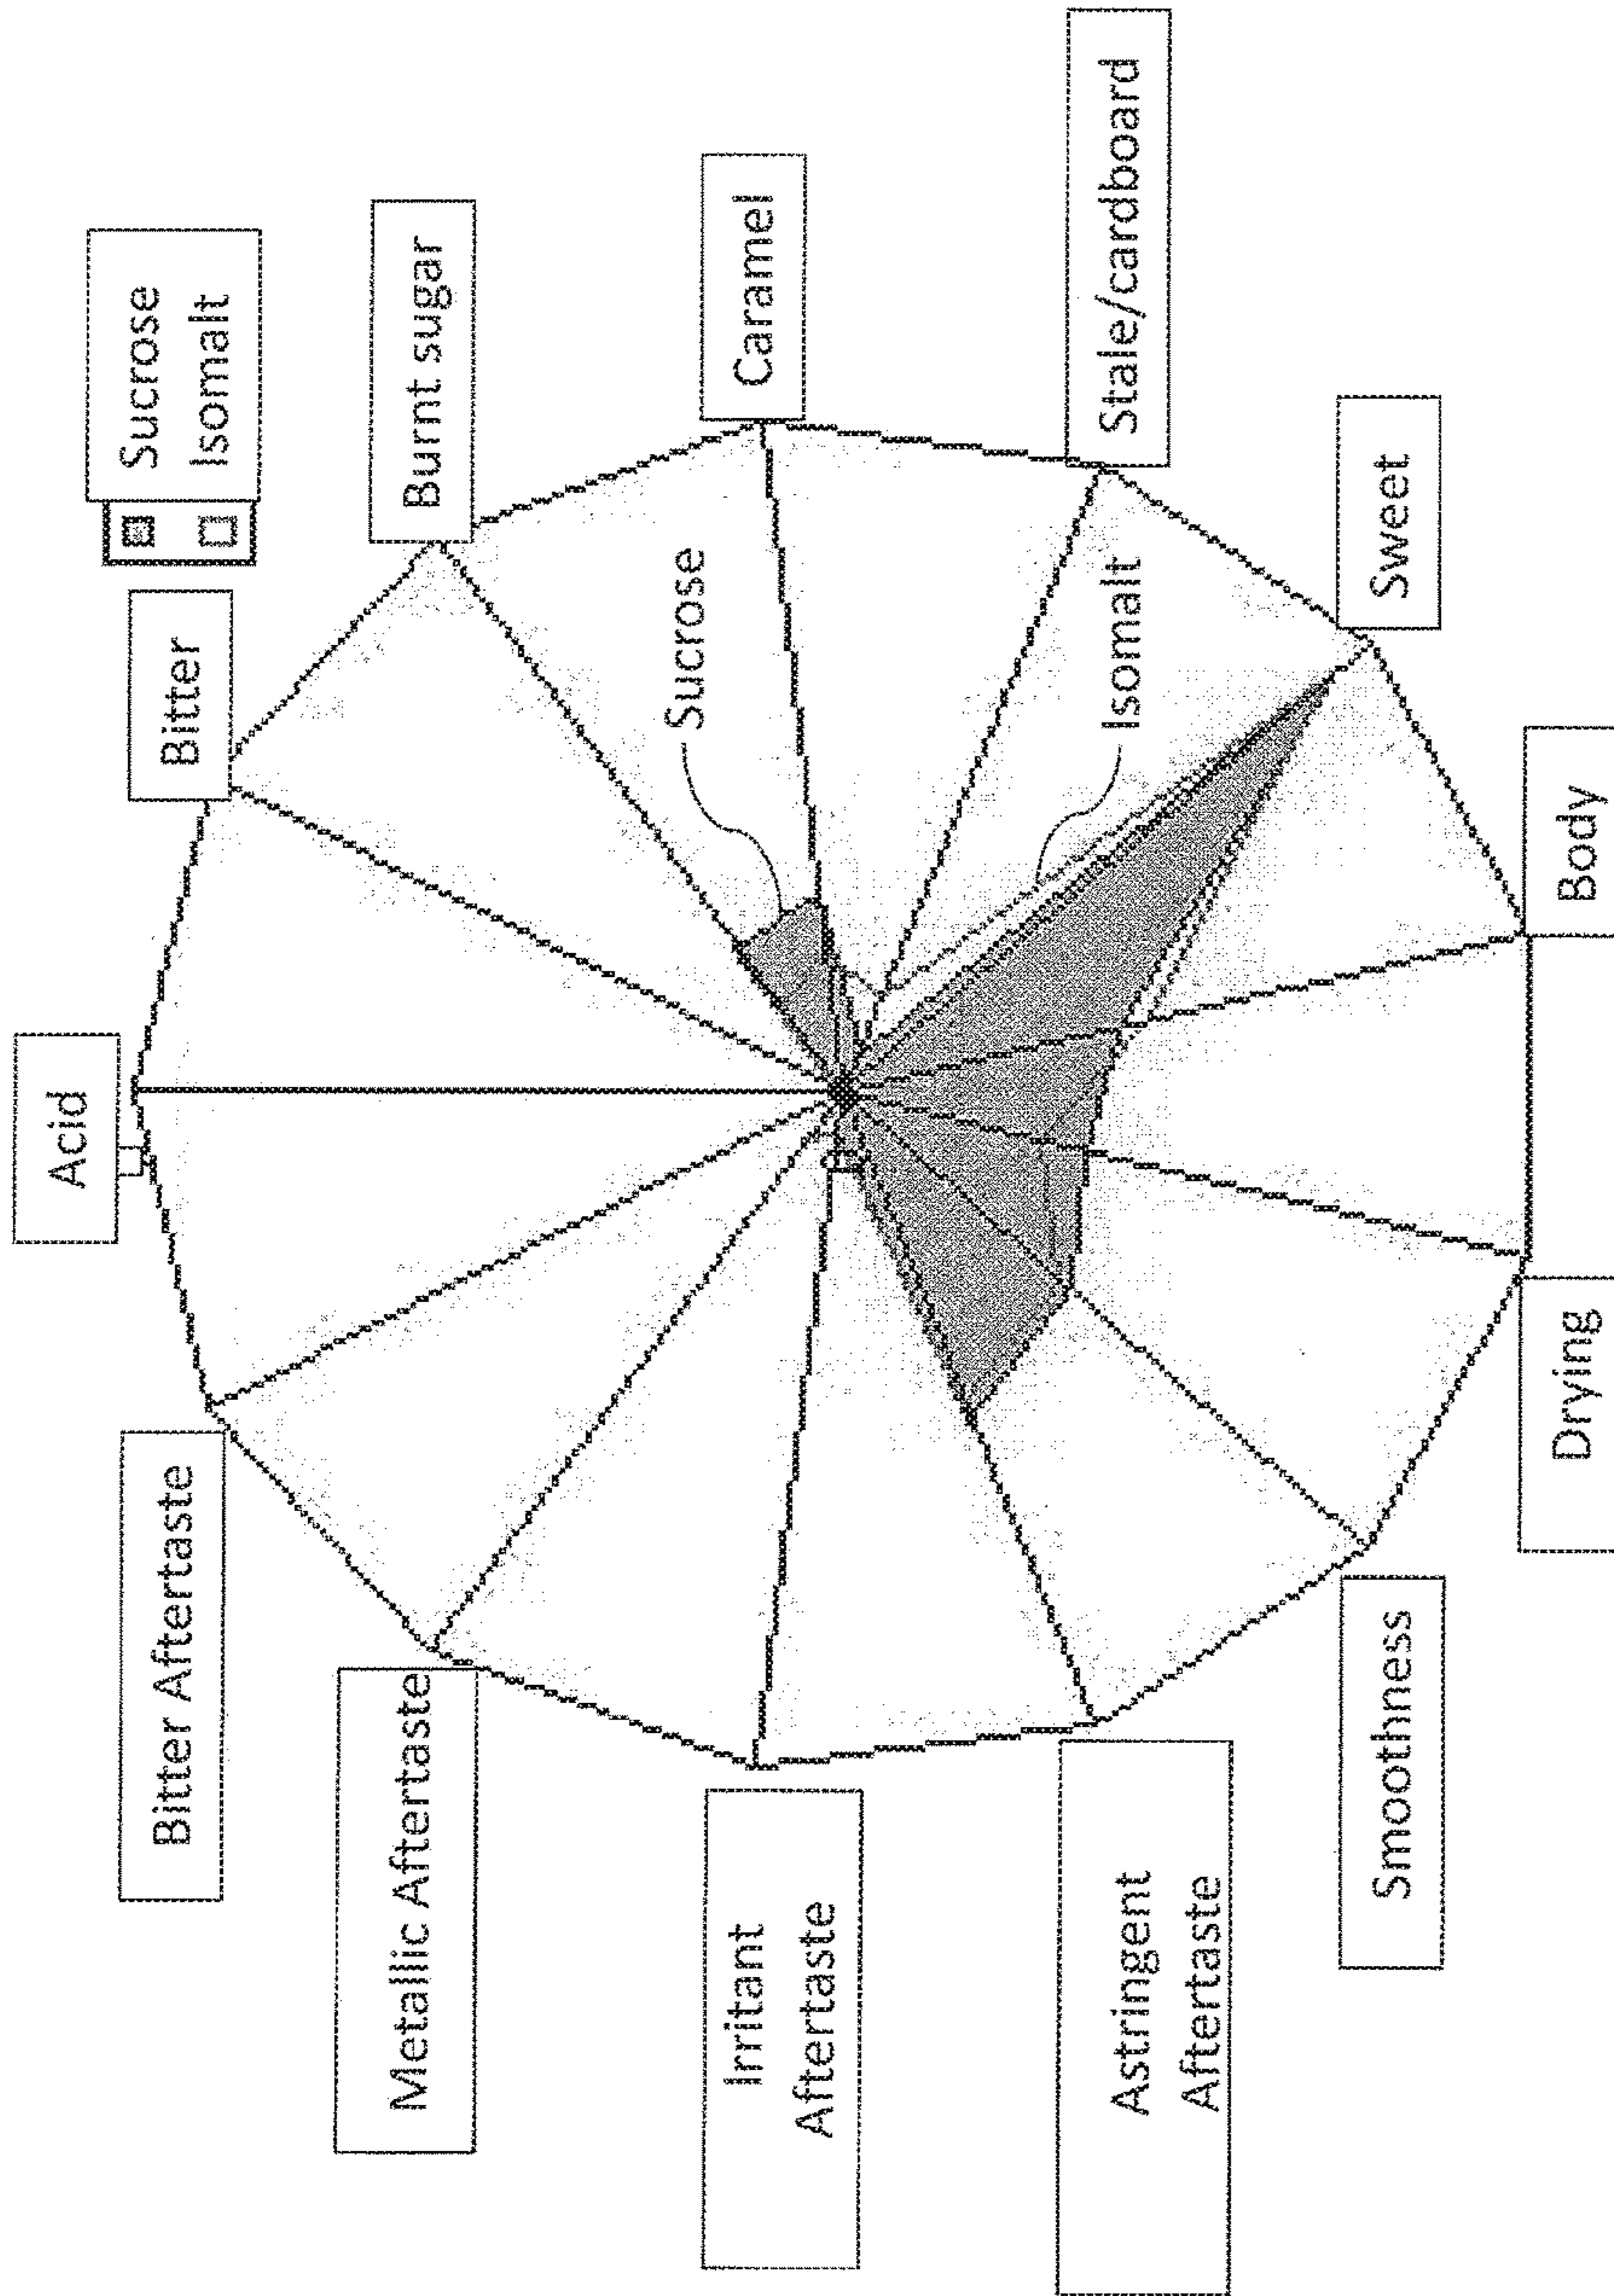 Sucrose
Isomalt
Acid
Bitter
Burnt sugar
Caramel
Stale/cardboard
Sweet
Body
Drying
Smoothness
Astringent
Aftertaste
Irritant
Aftertaste
Metallic Aftertaste
Bitter Aftertaste
Sucrose
Isomalt